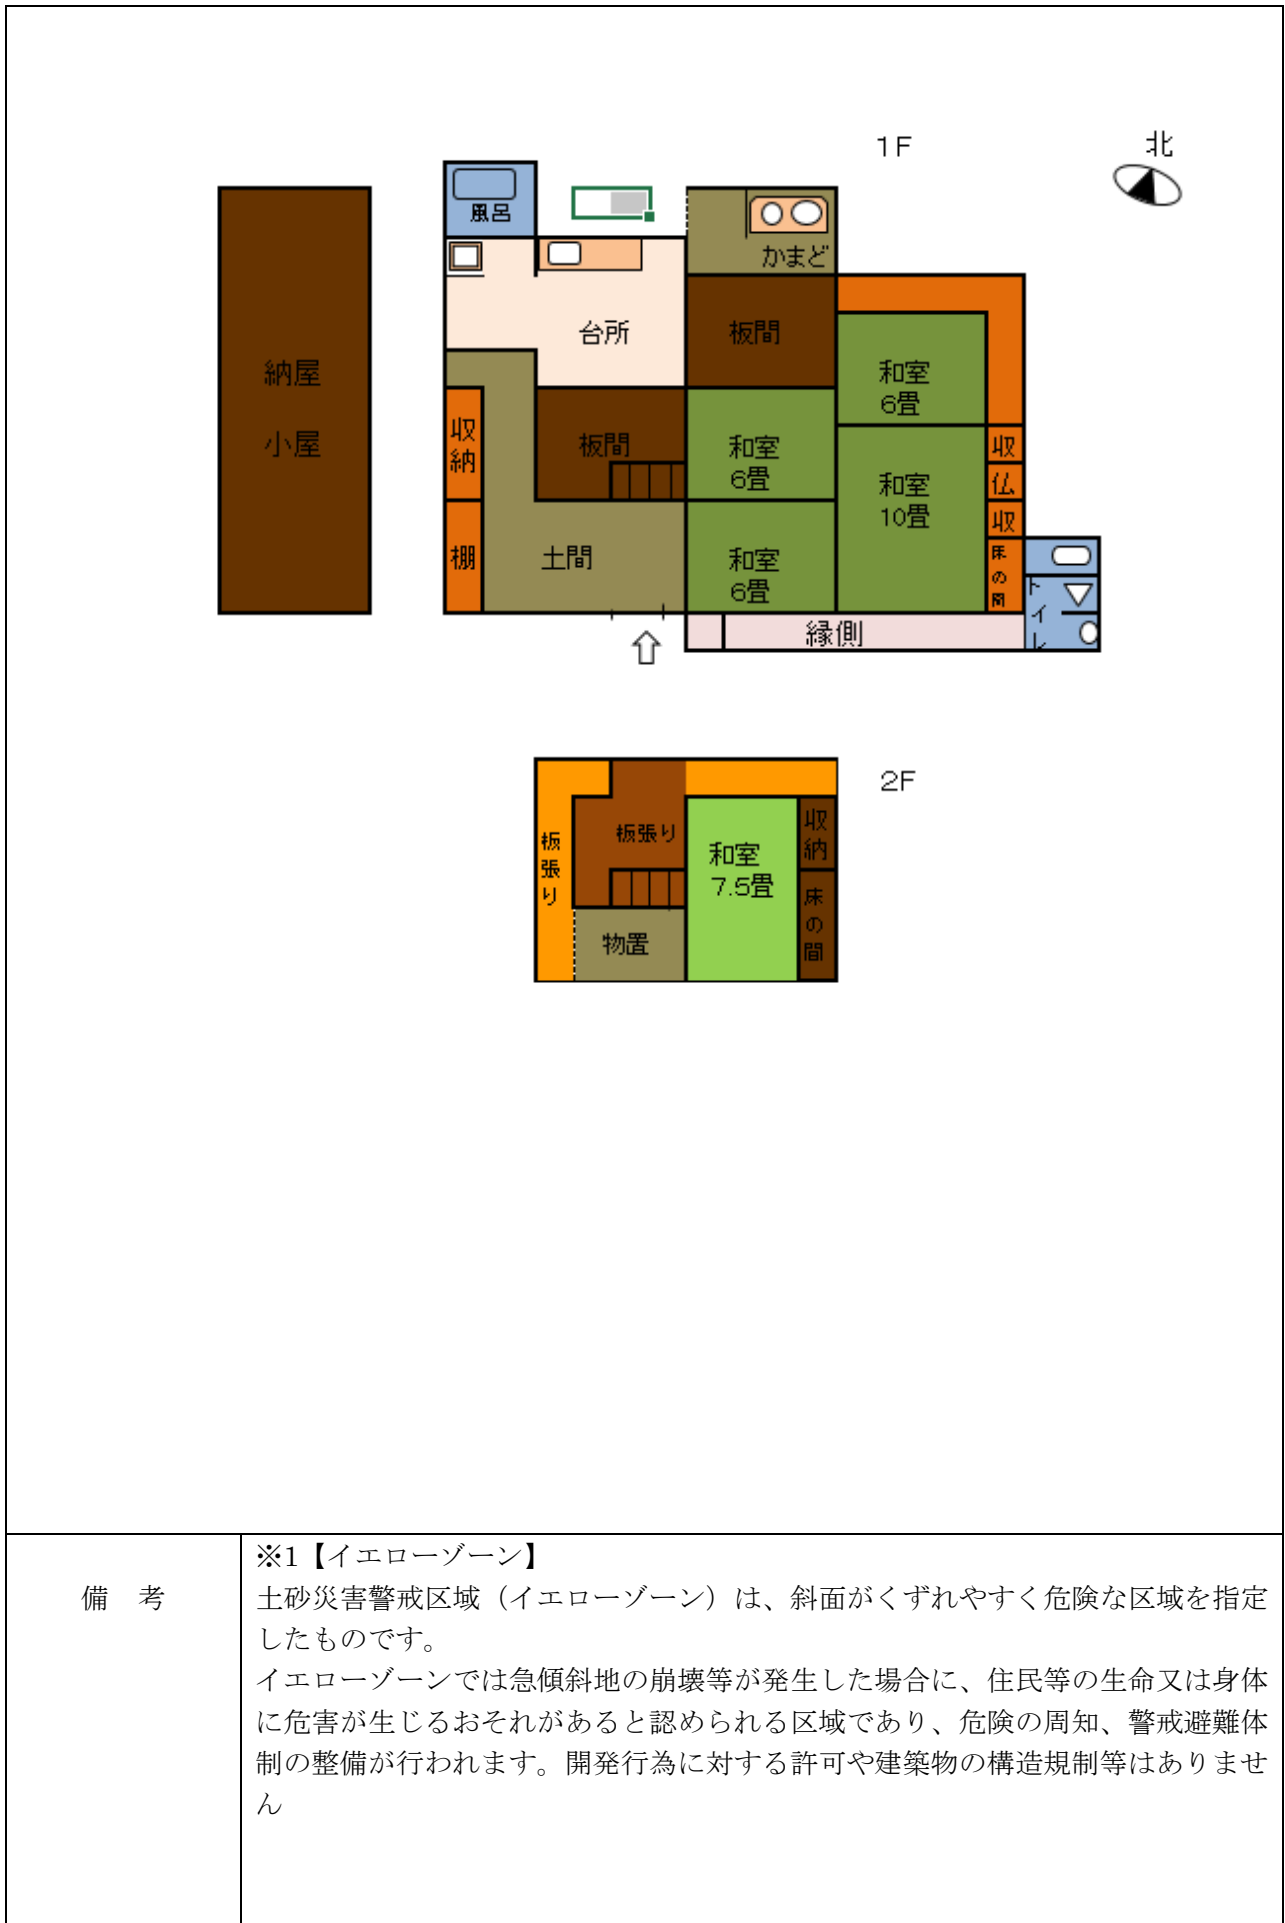 1F
北
風呂
かまど
台所
板間
和室
6畳
納屋
小屋
収納
板間
和室
6畳
和室
10畳
収
仏
収
床の間
棚
土間
和室
6畳
トイレ
縁側
2F
板張り
板張り
和室
7.5畳
収納
床の間
物置
備 考
※1【イエローゾーン】
土砂災害警戒区域（イエローゾーン）は、斜面がくずれやすく危険な区域を指定
したものです。
イエローゾーンでは急傾斜地の崩壊等が発生した場合に、住民等の生命又は身体
に危害が生じるおそれがあると認められる区域であり、危険の周知、警戒避難体
制の整備が行われます。開発行為に対する許可や建築物の構造規制等はありませ
ん